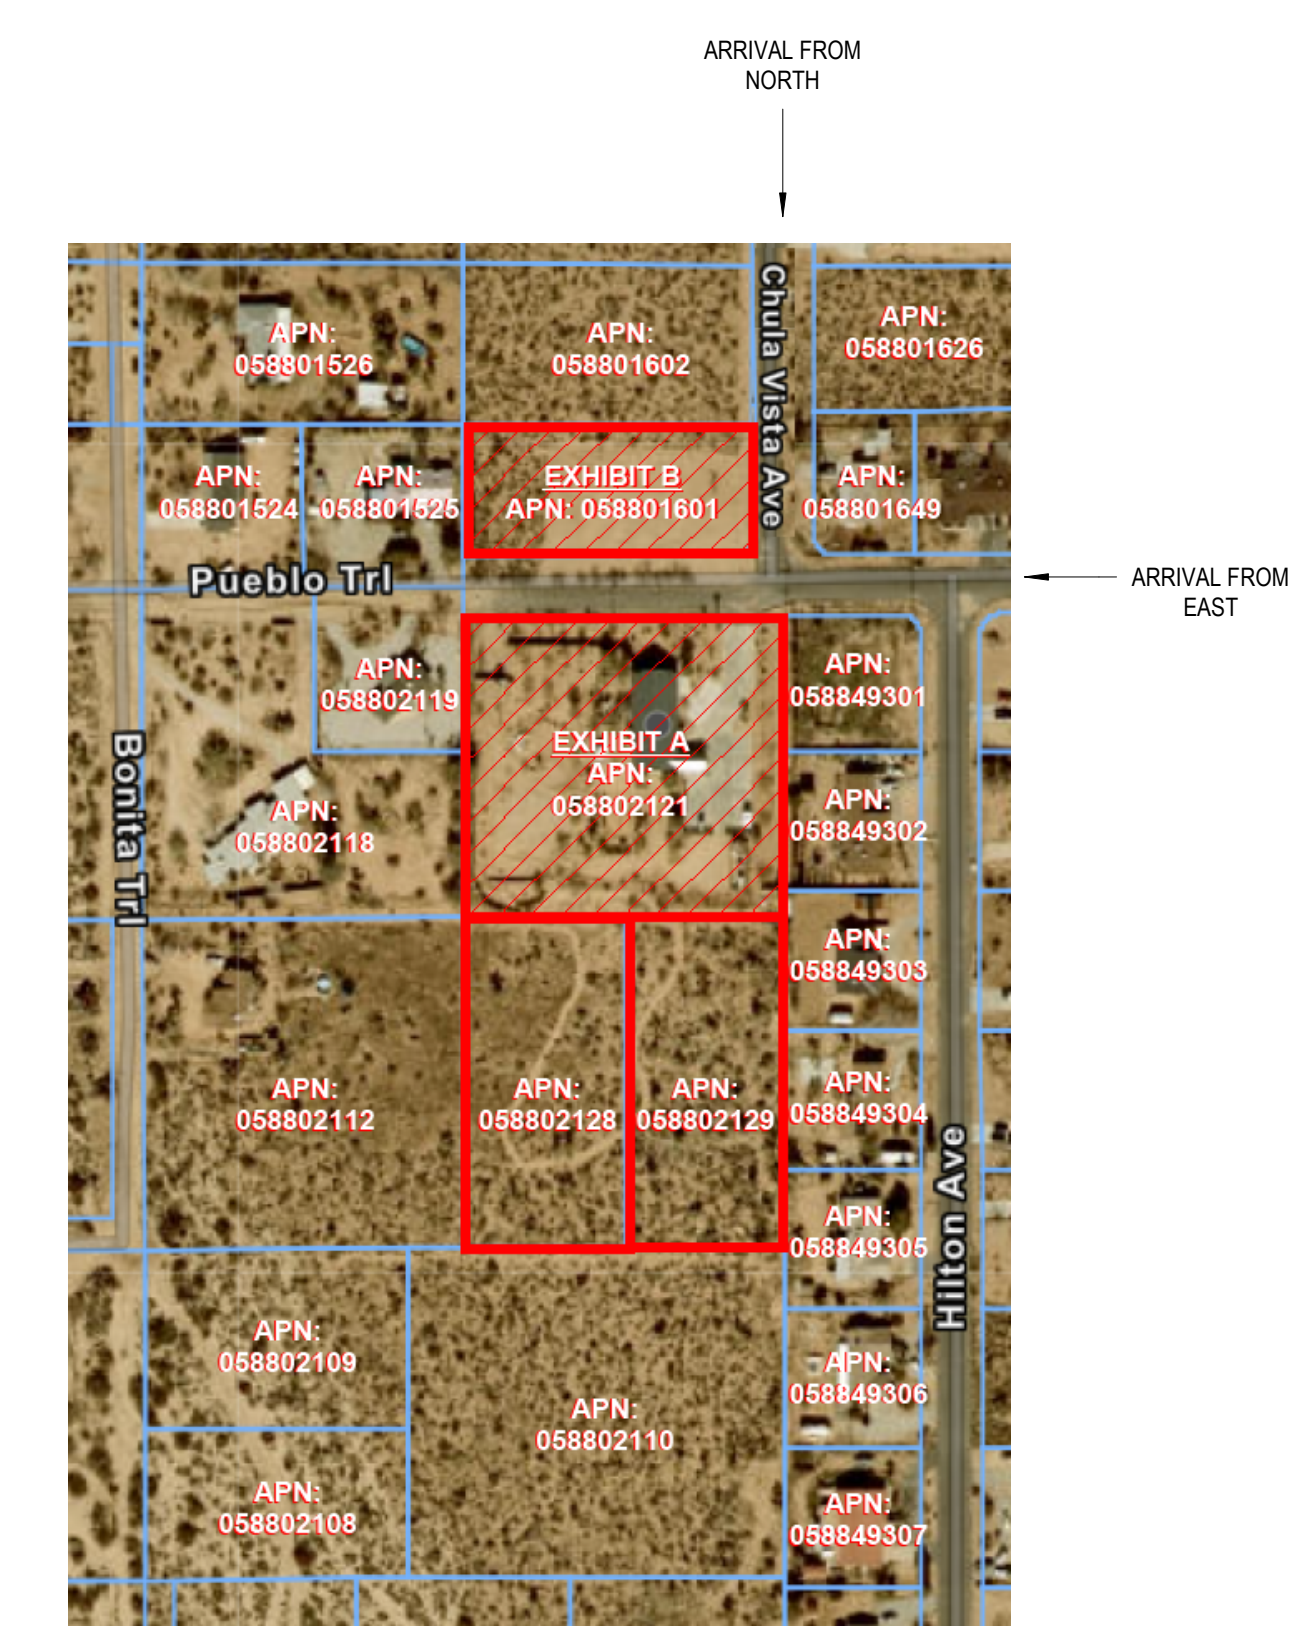 ARRIVAL FROM
NORTH
Chula Vista Ave
APN:
058801526
APN:
058801602
APN:
058801626
APN:
058801524
APN:
058801525
EXHIBIT B
APN: 058801601
APN:
058801649
Pueblo Trl
ARRIVAL FROM
EAST
APN:
058802119
APN:
058849301
EXHIBIT A
APN:
058802121
APN:
058802118
APN:
058849302
Bonita Trl
APN:
058849303
APN:
058802112
APN:
058802128
APN:
058802129
APN:
058849304
Hilton Ave
APN:
058849305
APN:
058802109
APN:
058849306
APN:
058802110
APN:
058802108
APN:
058849307